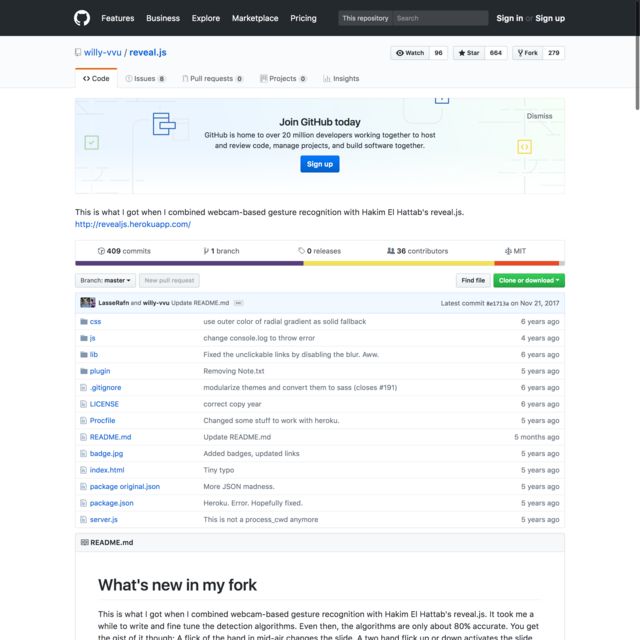 Features Business Explore Marketplace Pricing This repository Search Sign in or Sign up
willy-vvu / reveal.js Watch 96 Star 664 Fork 279
Code Issues 8 Pull requests 0 Projects 0 Insights
Join GitHub today
Dismiss
GitHub is home to over 20 million developers working together to host
and review code, manage projects, and build software together.
Sign up
This is what I got when I combined webcam-based gesture recognition with Hakim El Hattab's reveal.js.
http://revealjs.herokuapp.com/
409 commits 1 branch 0 releases 36 contributors MIT
Branch: master New pull request Find file Clone or download
LasseRafn and willy-vvu Update README.md Latest commit 8e1713a on Nov 21, 2017
css use outer color of radial gradient as solid fallback 6 years ago
js change console.log to throw error 4 years ago
lib Fixed the unclickable links by disabling the blur. Aww. 6 years ago
plugin Removing Note.txt 5 years ago
.gitignore modularize themes and convert them to sass (closes #191) 6 years ago
LICENSE correct copy year 6 years ago
Procfile Changed some stuff to work with heroku. 5 years ago
README.md Update README.md 5 months ago
badge.jpg Added badges, updated links 5 years ago
index.html Tiny typo 5 years ago
package original.json More JSON madness. 5 years ago
package.json Heroku. Error. Hopefully fixed. 5 years ago
server.js This is not a process_cwd anymore 5 years ago
README.md
What's new in my fork
This is what I got when I combined webcam-based gesture recognition with Hakim El Hattab's reveal.js. It took me a
while to write and fine tune the detection algorithms. Even then, the algorithms are only about 80% accurate. You get
the gist of it though: A flick of the hand in mid-air changes the slide. A two hand flick up or down activates the slide